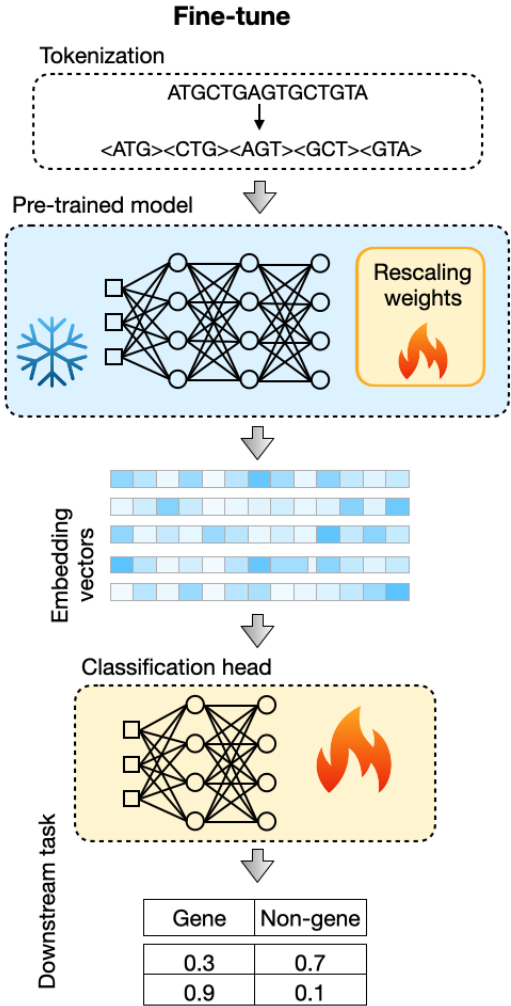 Fine-tune
Tokenization
ATGCTGAGTGCTGTA
<ATG><CTG><AGT><GCT><GTA>
Pre-trained model
Rescaling
weights
Embedding
vectors
Classification head
Downstream task
Gene Non-gene
0.3 0.7
0.9 0.1